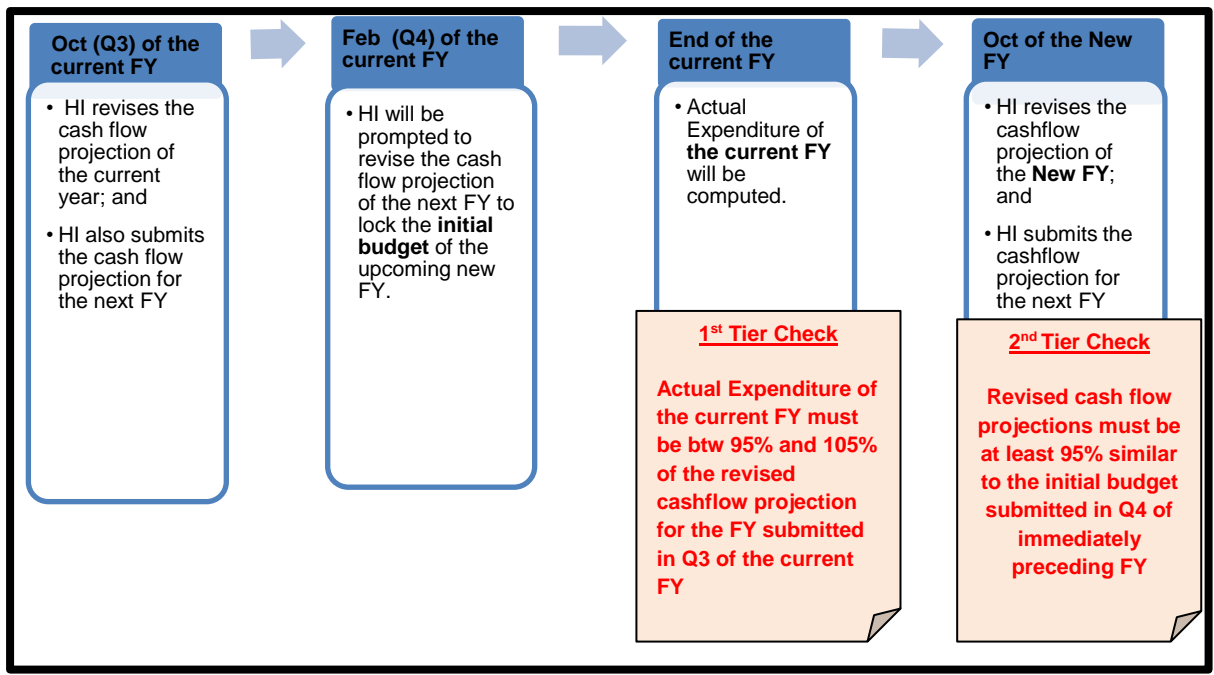 Oct (Q3) of the
current FY
• HI revises the
cash flow
projection of
the current
year; and
• HI also submits
the cash flow
projection for
the next FY
Feb (Q4) of the
current FY
• HI will be
prompted to
revise the cash
flow projection
of the next FY to
lock the initial
budget of the
upcoming new
FY.
End of the
current FY
• Actual
Expenditure of
the current FY
will be
computed.
1st Tier Check
Actual Expenditure of
the current FY must
be btw 95% and 105%
of the revised
cashflow projection
for the FY submitted
in Q3 of the current
FY
Oct of the New
FY
• HI revises the
cashflow
projection of
the New FY;
and
• HI submits the
cashflow
projection for
the next FY
2nd Tier Check
Revised cash flow
projections must be
at least 95% similar
to the initial budget
submitted in Q4 of
immediately
preceding FY